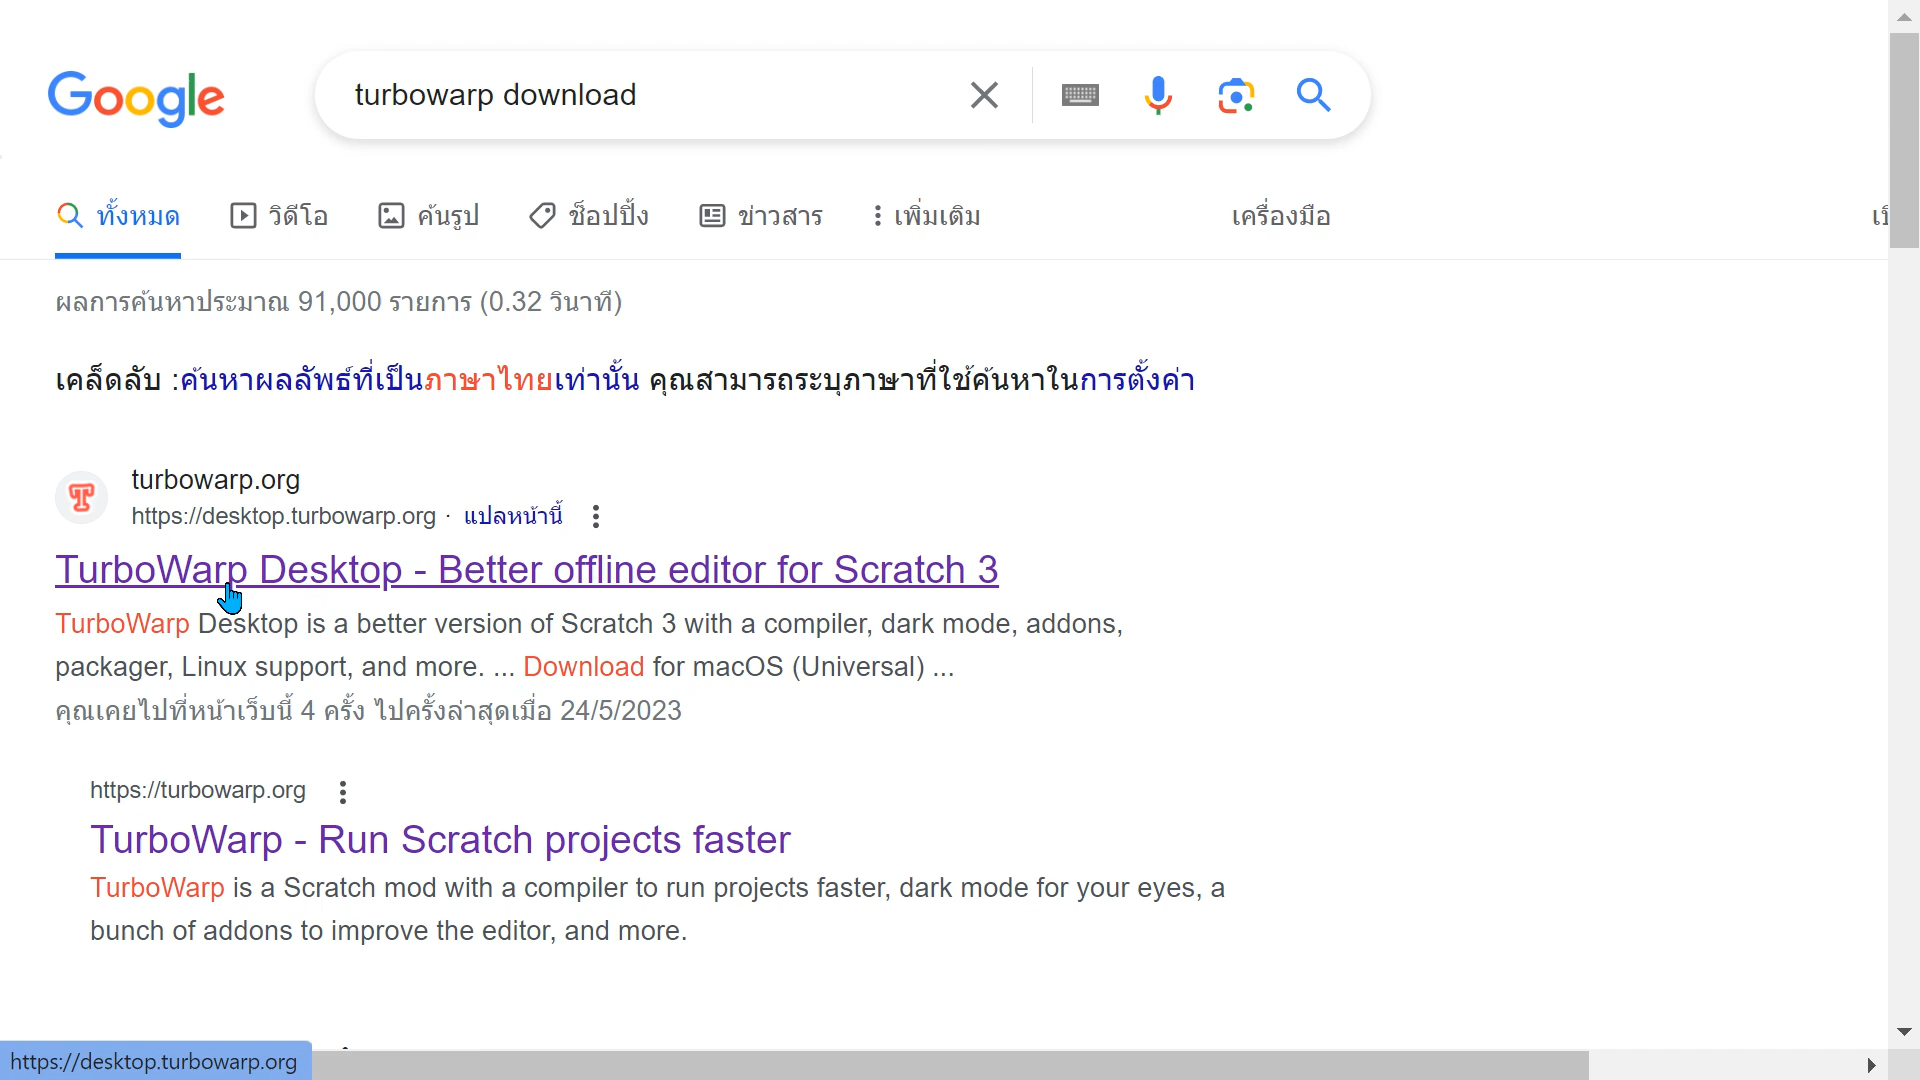 Google
turbowarp download
ทั้งหมด
วิดีโอ
ค้นรูป
ช็อปปิ้ง
ข่าวสาร
เพิ่มเติม
เครื่องมือ
ผลการค้นหาประมาณ 91,000 รายการ (0.32 วินาที)
เคล็ดลับ :ค้นหาผลลัพธ์ที่เป็นภาษาไทยเท่านั้น คุณสามารถระบุภาษาที่ใช้ค้นหาในการตั้งค่า
turbowarp.org
https://desktop.turbowarp.org · แปลหน้านี้
TurboWarp Desktop - Better offline editor for Scratch 3
TurboWarp Desktop is a better version of Scratch 3 with a compiler, dark mode, addons,
packager, Linux support, and more. ... Download for macOS (Universal) ...
คุณเคยไปที่หน้าเว็บนี้ 4 ครั้ง ไปครั้งล่าสุดเมื่อ 24/5/2023
https://turbowarp.org
TurboWarp - Run Scratch projects faster
TurboWarp is a Scratch mod with a compiler to run projects faster, dark mode for your eyes, a
bunch of addons to improve the editor, and more.
https://desktop.turbowarp.org